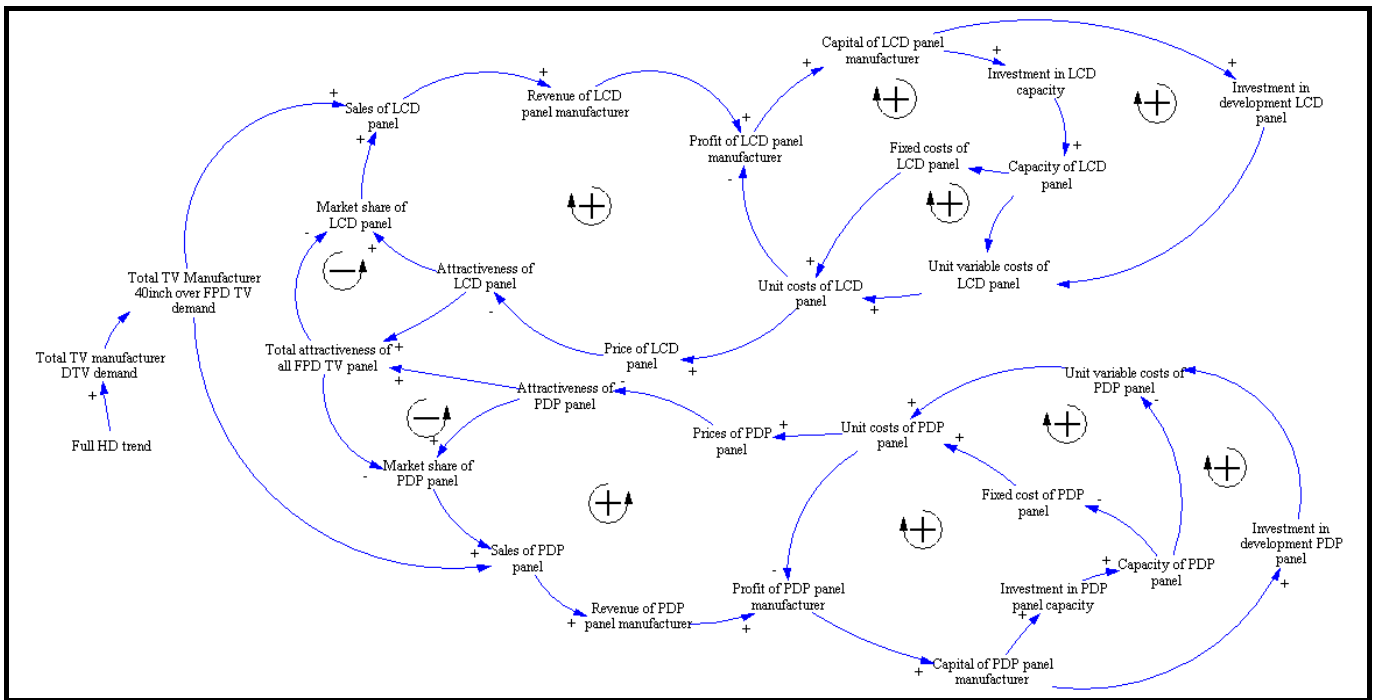 Capital of LCD panel
manufacturer
+
+
+
Investment in LCD
capacity
+
Investment in
development LCD
panel
+
Sales of LCD
panel
+
+
Revenue of LCD
panel manufacturer
+
Profit of LCD panel
manufacturer
-
+
Fixed costs of
LCD panel
-
+
Capacity of LCD
panel
+
Market share of
LCD panel
-
+
-
Attractiveness of
LCD panel
-
Total TV Manufacturer
40inch over FPD TV
demand
Unit costs of LCD
panel
+
+
Unit variable costs of
LCD panel
-
Total TV manufacturer
DTV demand
+
Full HD trend
Total attractiveness of
all FPD TV panel
+
+
Price of LCD
panel
+
Attractiveness of
PDP panel
-
-
Prices of PDP
panel
+
Unit costs of PDP
panel
+
+
Unit variable costs of
PDP panel
-
+
+
Market share of
PDP panel
+
-
+
Fixed cost of PDP
panel
-
+
Sales of PDP
panel
+
Investment in
development PDP
panel
+
Capacity of PDP
panel
+
Profit of PDP panel
manufacturer
-
+
Investment in PDP
panel capacity
+
Revenue of PDP
panel manufacturer
+
Capital of PDP panel
manufacturer
+